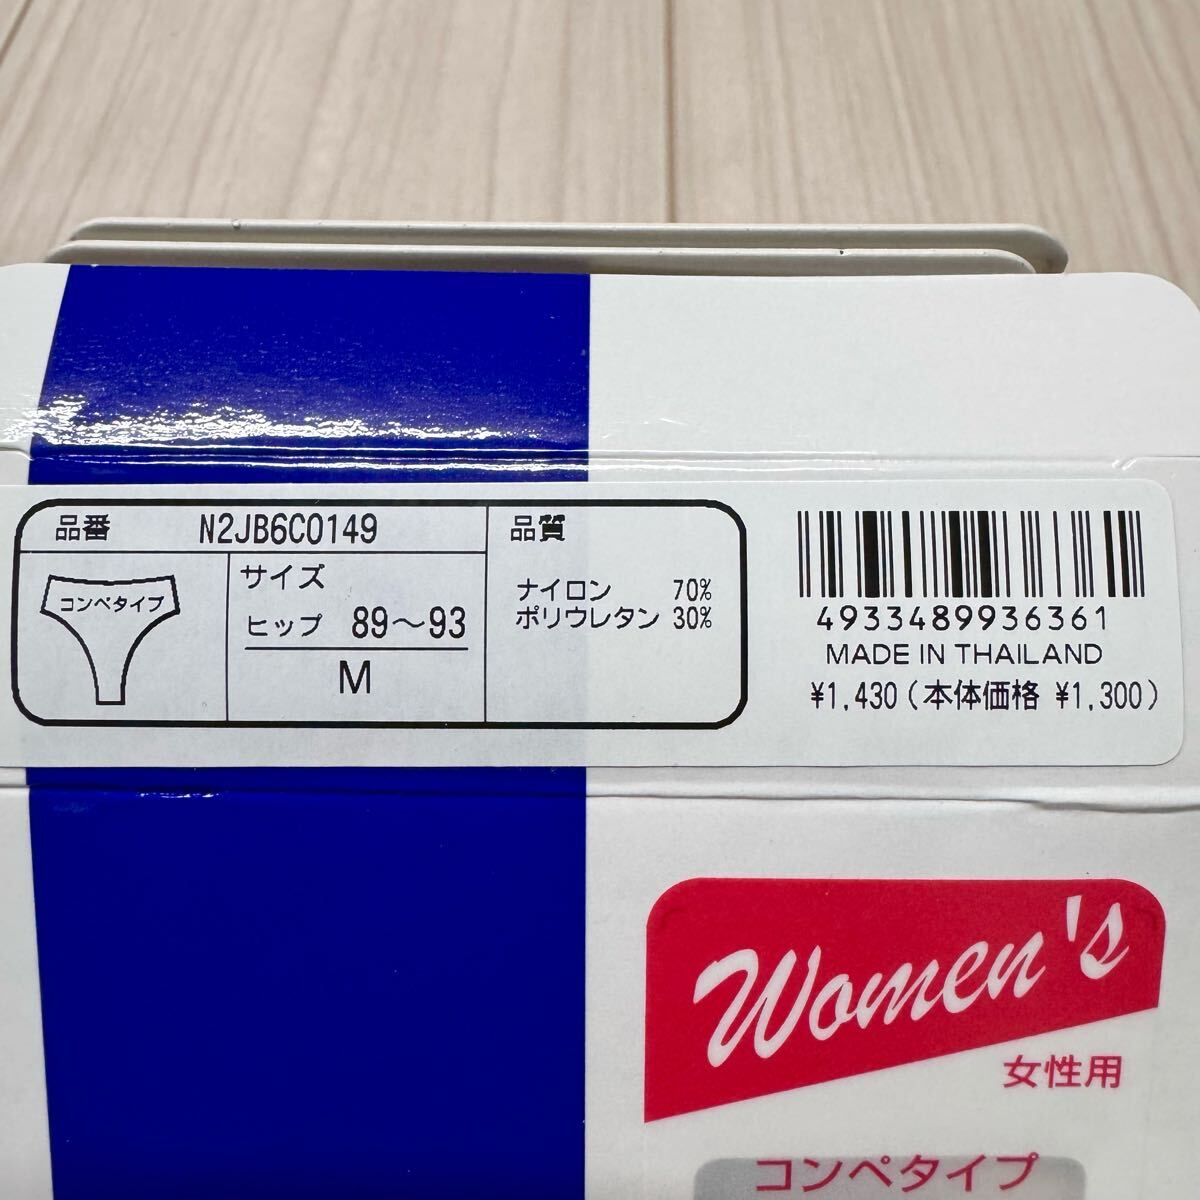 品番 N2JB6C0149
コンペタイプ
サイズ
ヒップ 89～93
M
品質
ナイロン 70%
ポリウレタン 30%
4933489936361
MADE IN THAILAND
¥1,430(本体価格 ¥1,300)
Women's
女性用
コンペタイプ